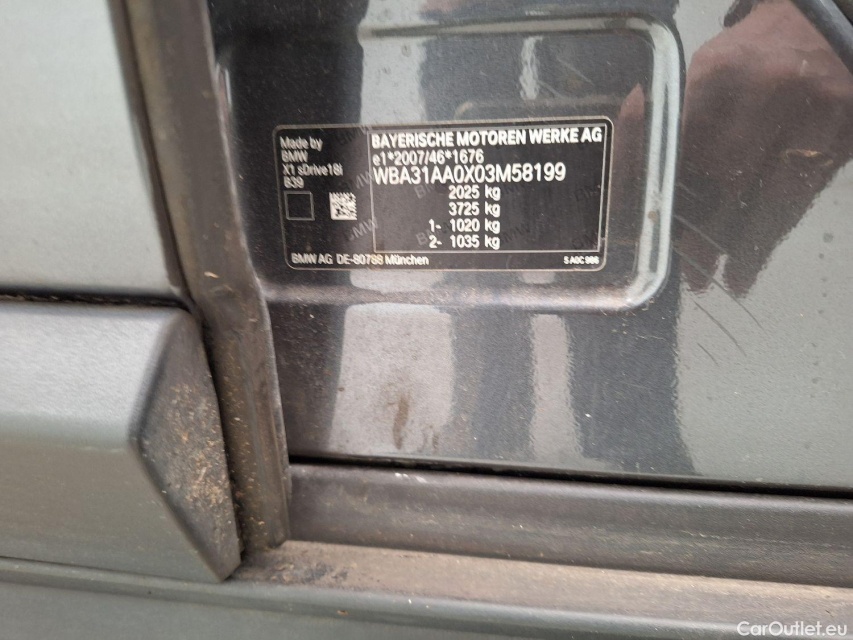 Made by
BMW
X1 sDrive18i
B39
BAYERISCHE MOTOREN WERKE AG
e1*2007/46*1676
WBA31AA0X03M58199
2025 kg
3725 kg
1- 1020 kg
2- 1035 kg
BMW AG DE-80788 München
CarOutlet.eu